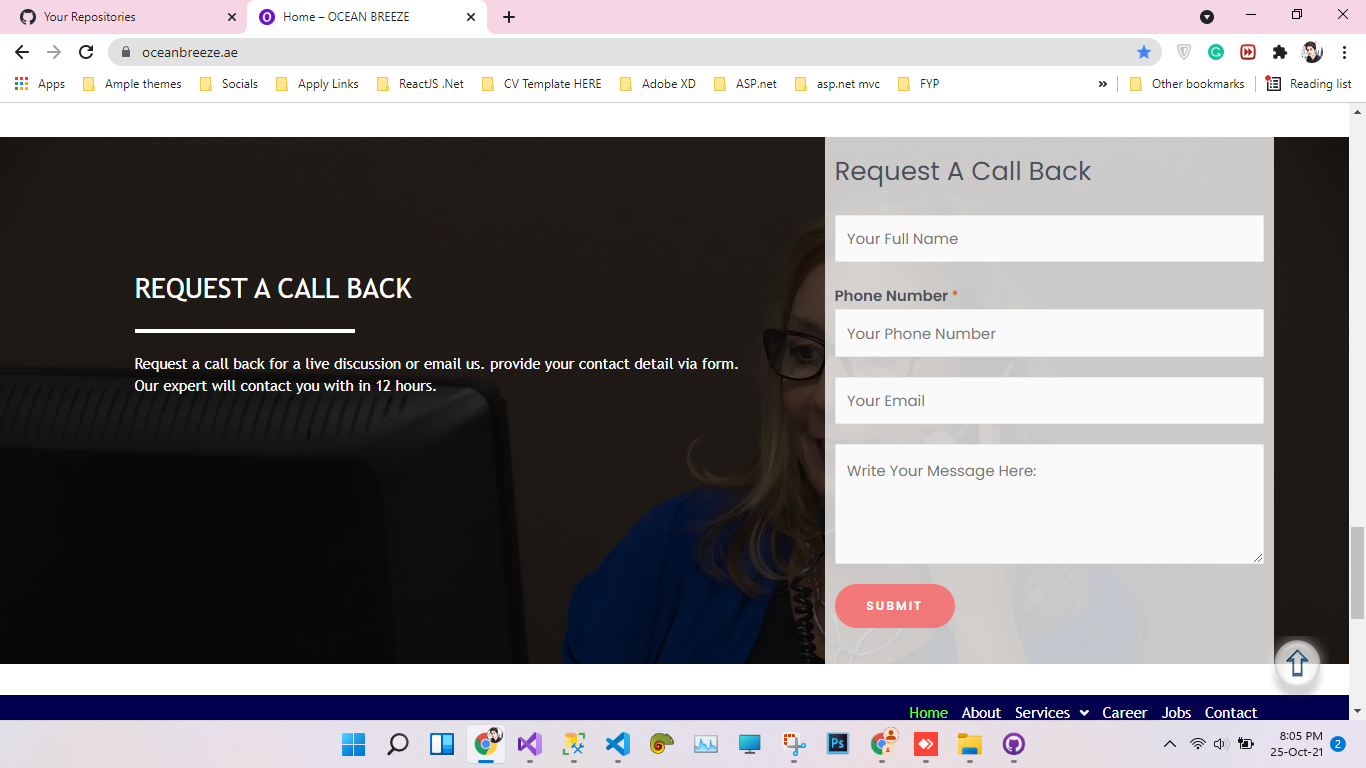 Your Repositories
Home – OCEAN BREEZE
oceanbreeze.ae
Apps Ample themes Socials Apply Links ReactJS .Net CV Template HERE Adobe XD ASP.net asp.net mvc FYP » Other bookmarks Reading list
REQUEST A CALL BACK
Request a call back for a live discussion or email us. provide your contact detail via form.
Our expert will contact you with in 12 hours.
Request A Call Back
Your Full Name
Phone Number *
Your Phone Number
Your Email
Write Your Message Here:
SUBMIT
Home About Services Career Jobs Contact
Ps
8:05 PM
25-Oct-21
2